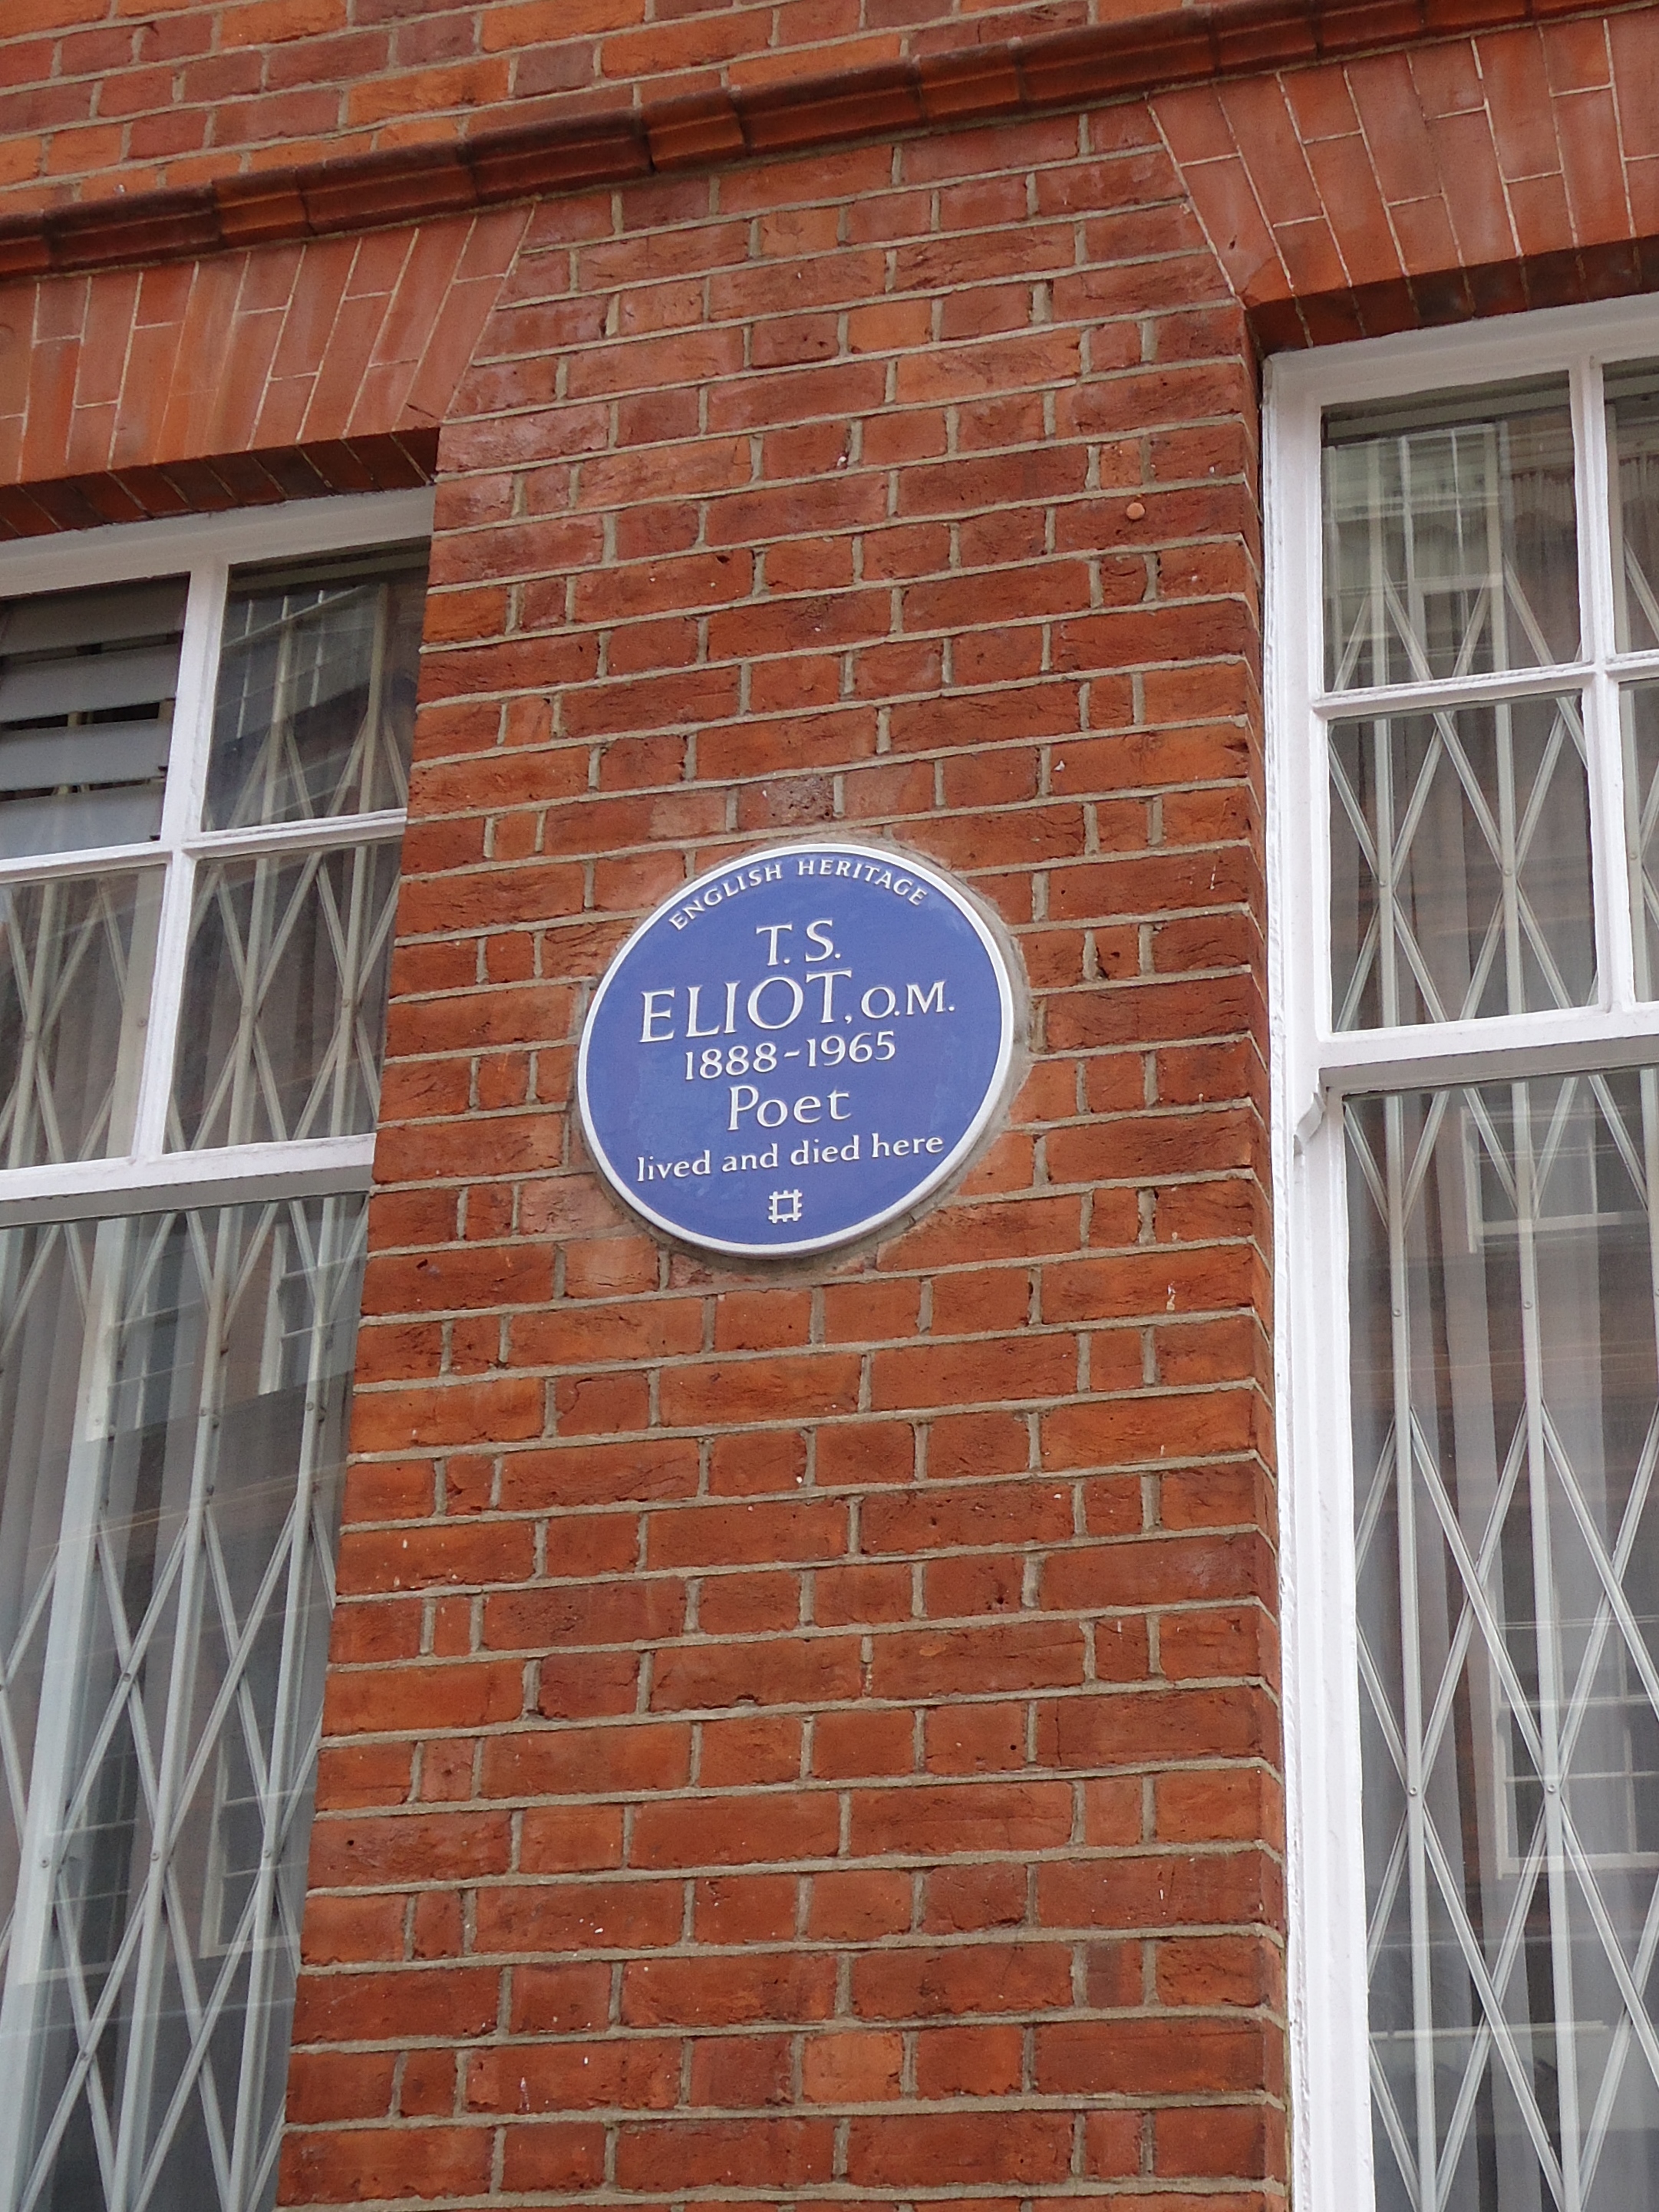 ENGLISH HERITAGE
T. S.
ELIOT, O.M.
1888-1965
Poet
lived and died here